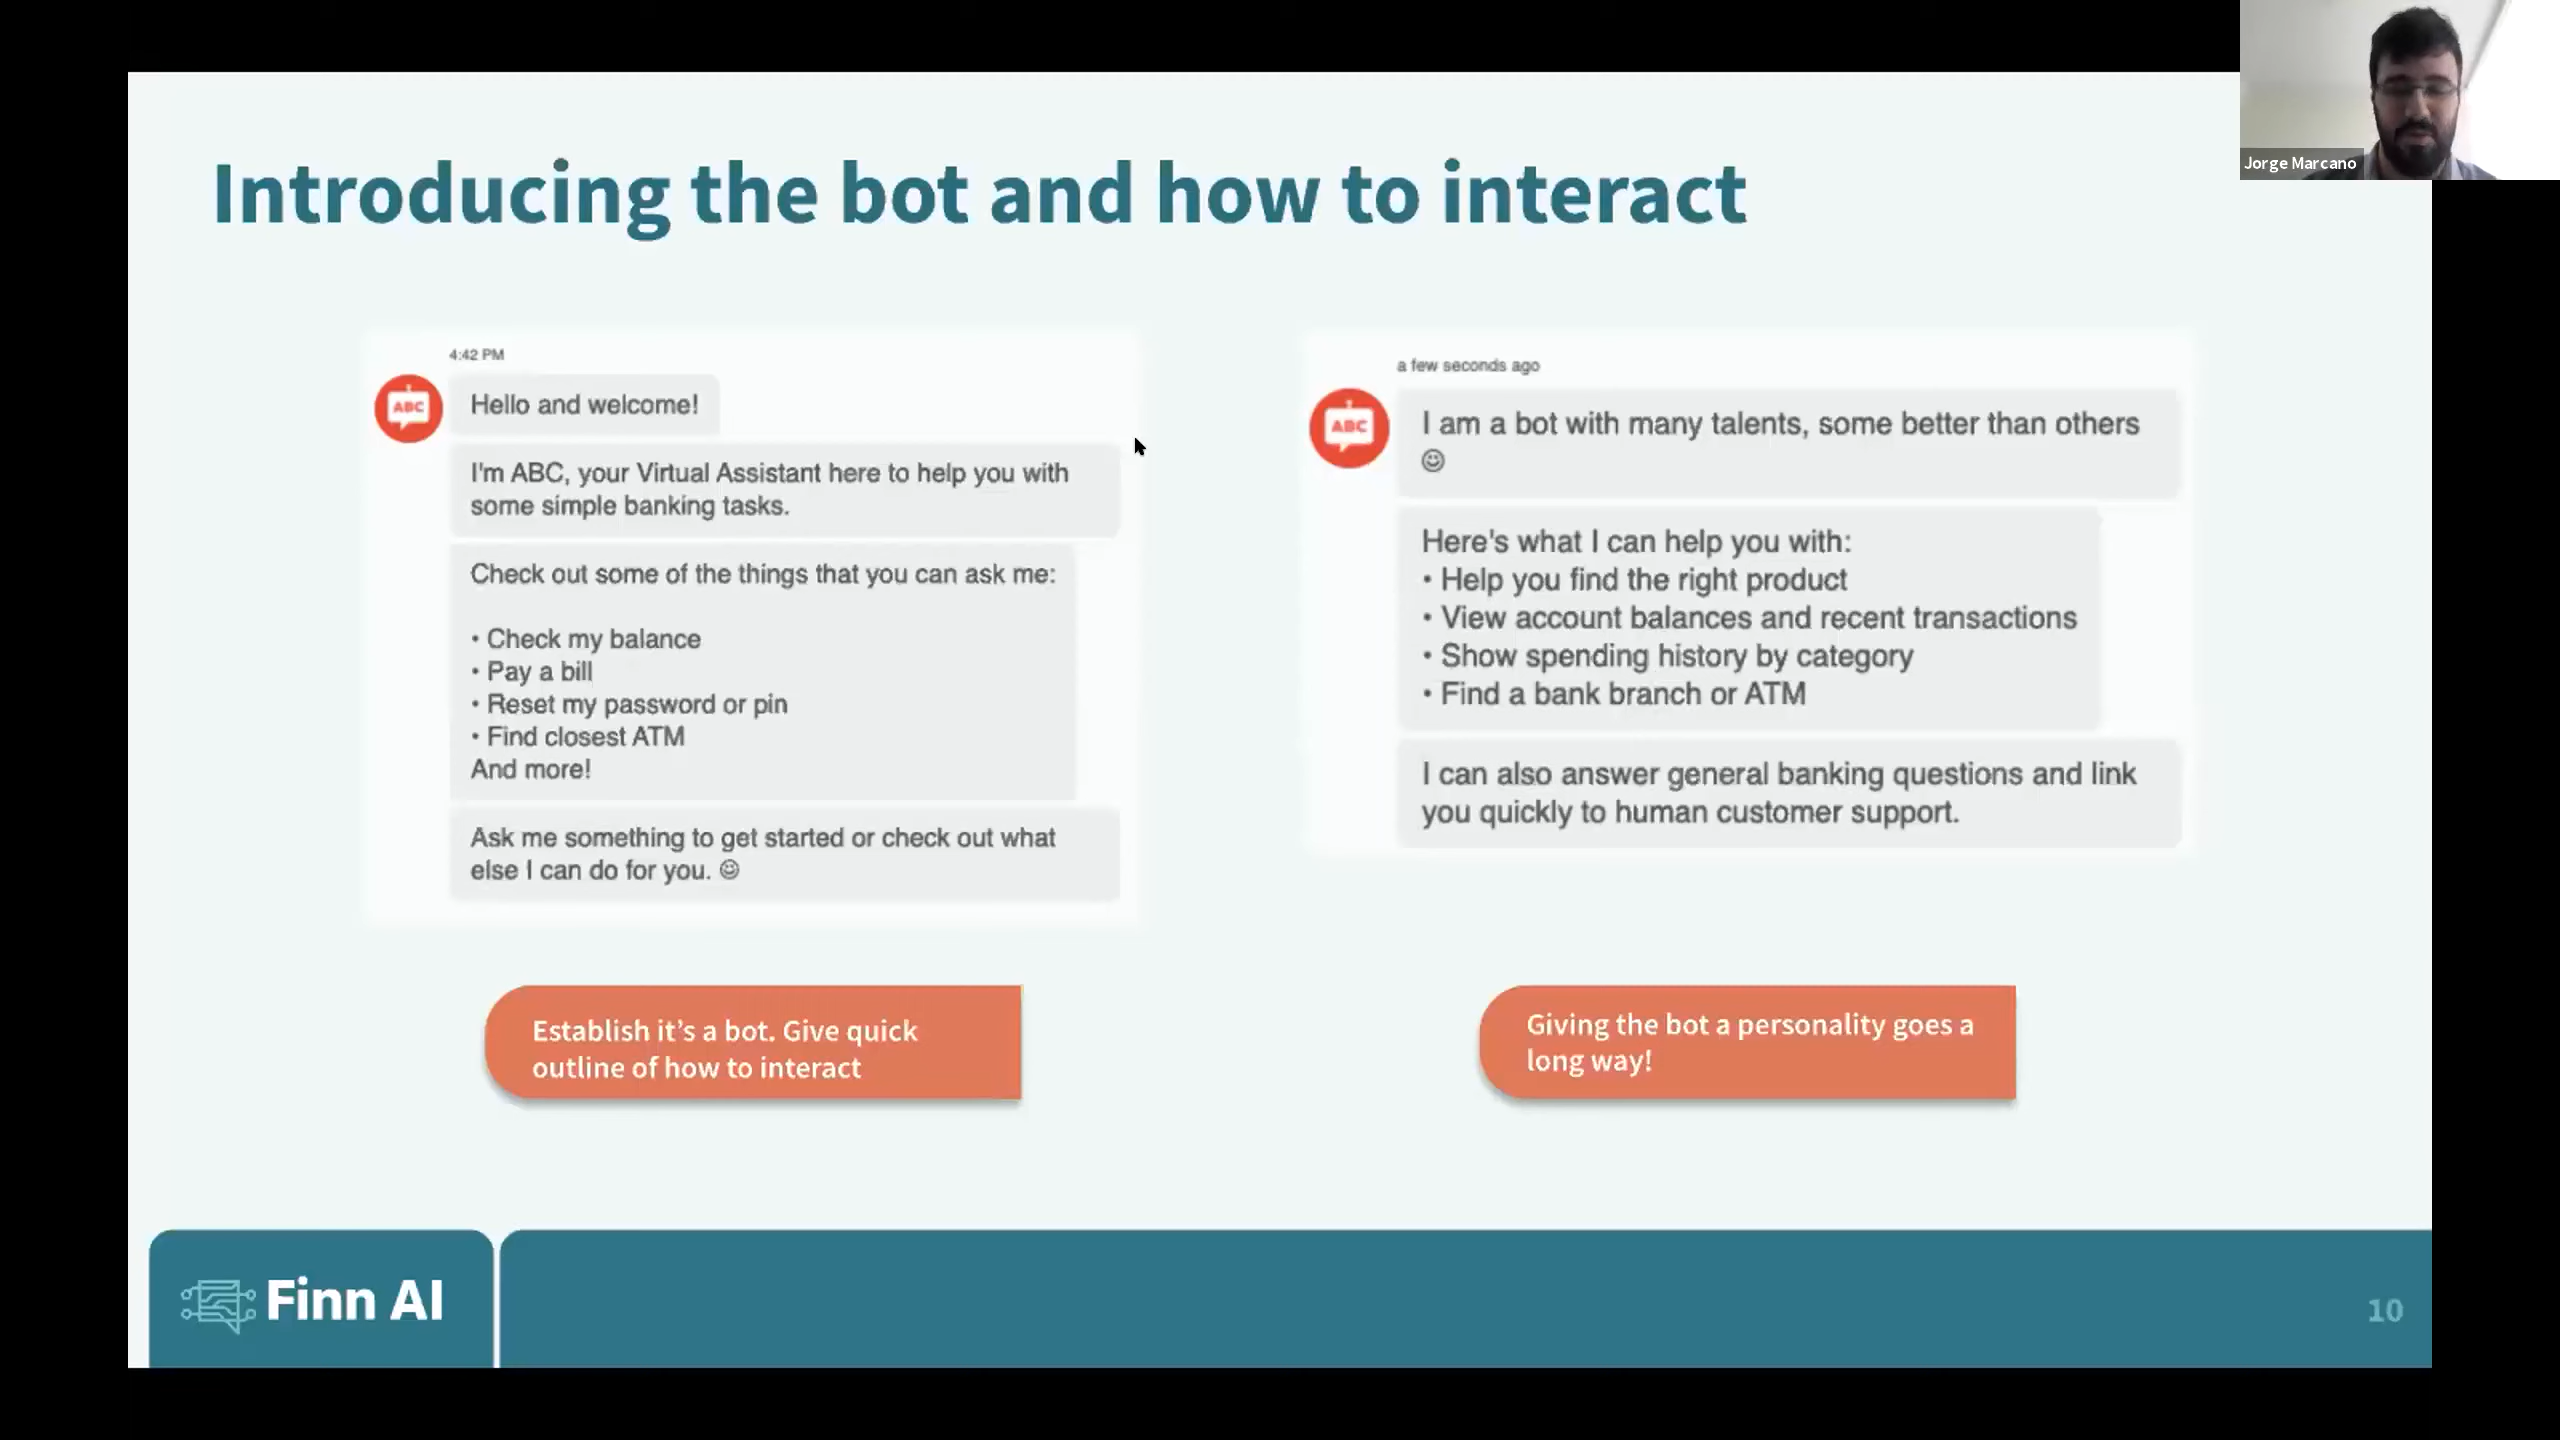 Jorge Marcano
Introducing the bot and how to interact
4:42 PM
ABC
Hello and welcome!
I'm ABC, your Virtual Assistant here to help you with
some simple banking tasks.
Check out some of the things that you can ask me:
• Check my balance
• Pay a bill
• Reset my password or pin
• Find closest ATM
And more!
Ask me something to get started or check out what
else I can do for you. ☺
Establish it’s a bot. Give quick
outline of how to interact
a few seconds ago
ABC
I am a bot with many talents, some better than others
☺
Here's what I can help you with:
• Help you find the right product
• View account balances and recent transactions
• Show spending history by category
• Find a bank branch or ATM
I can also answer general banking questions and link
you quickly to human customer support.
Giving the bot a personality goes a
long way!
Finn AI
10